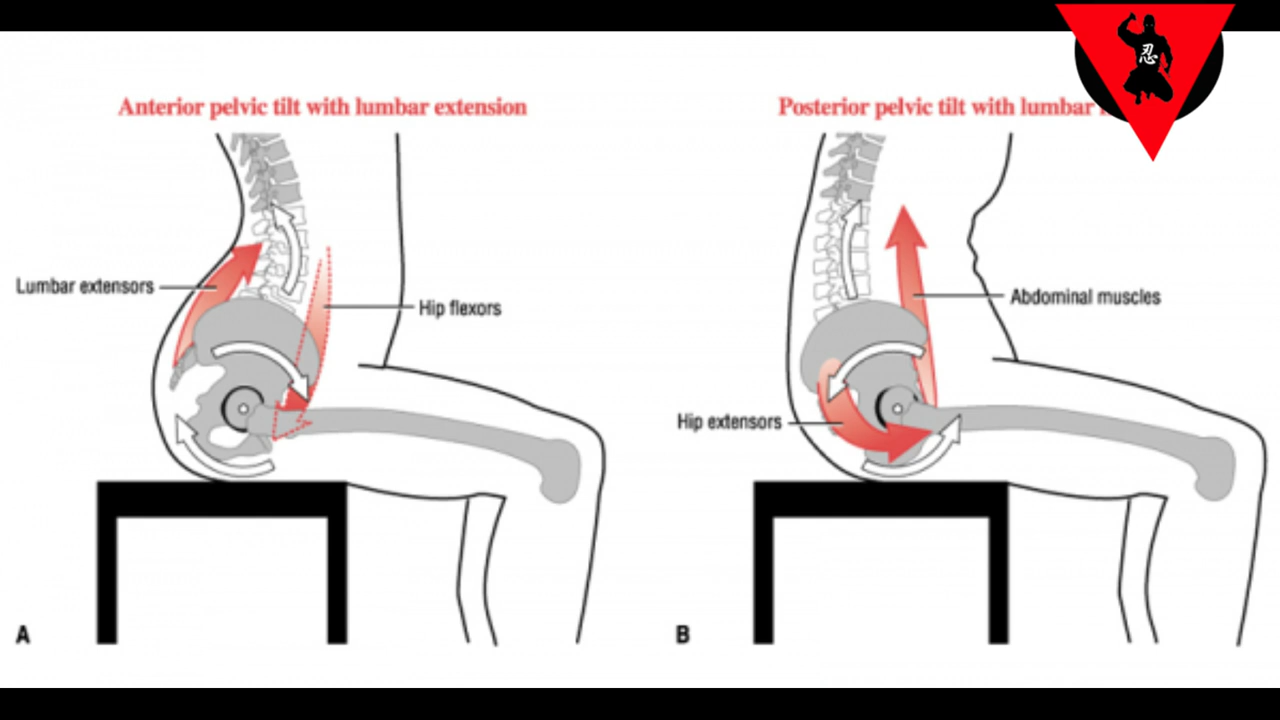 忍
Anterior pelvic tilt with lumbar extension
Posterior pelvic tilt with lumbar
Lumbar extensors
Hip flexors
Abdominal muscles
Hip extensors
A
B